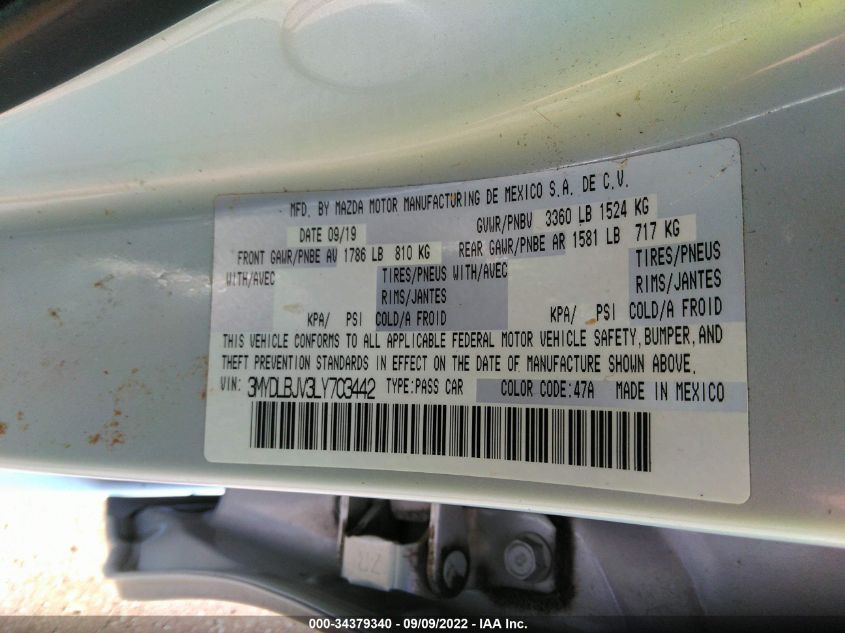 MFD. BY MAZDA MOTOR MANUFACTURING DE MEXICO S.A. DE C.V.
DATE 09/19 GVWR/PNBV 3360 LB 1524 KG
FRONT GAWR/PNBE AV 1786 LB 810 KG REAR GAWR/PNBE AR 1581 LB 717 KG
WITH/AVEC TIRES/PNEUS WITH/AVEC TIRES/PNEUS
RIMS/JANTES RIMS/JANTES
KPA/ PSI COLD/A FROID KPA/ PSI COLD/A FROID
THIS VEHICLE CONFORMS TO ALL APPLICABLE FEDERAL MOTOR VEHICLE SAFETY, BUMPER, AND
THEFT PREVENTION STANDARDS IN EFFECT ON THE DATE OF MANUFACTURE SHOWN ABOVE.
VIN: 3MYDLBJV3LY703442 TYPE:PASS CAR COLOR CODE:47A MADE IN MEXICO
000-34379340 - 09/09/2022 - IAA Inc.